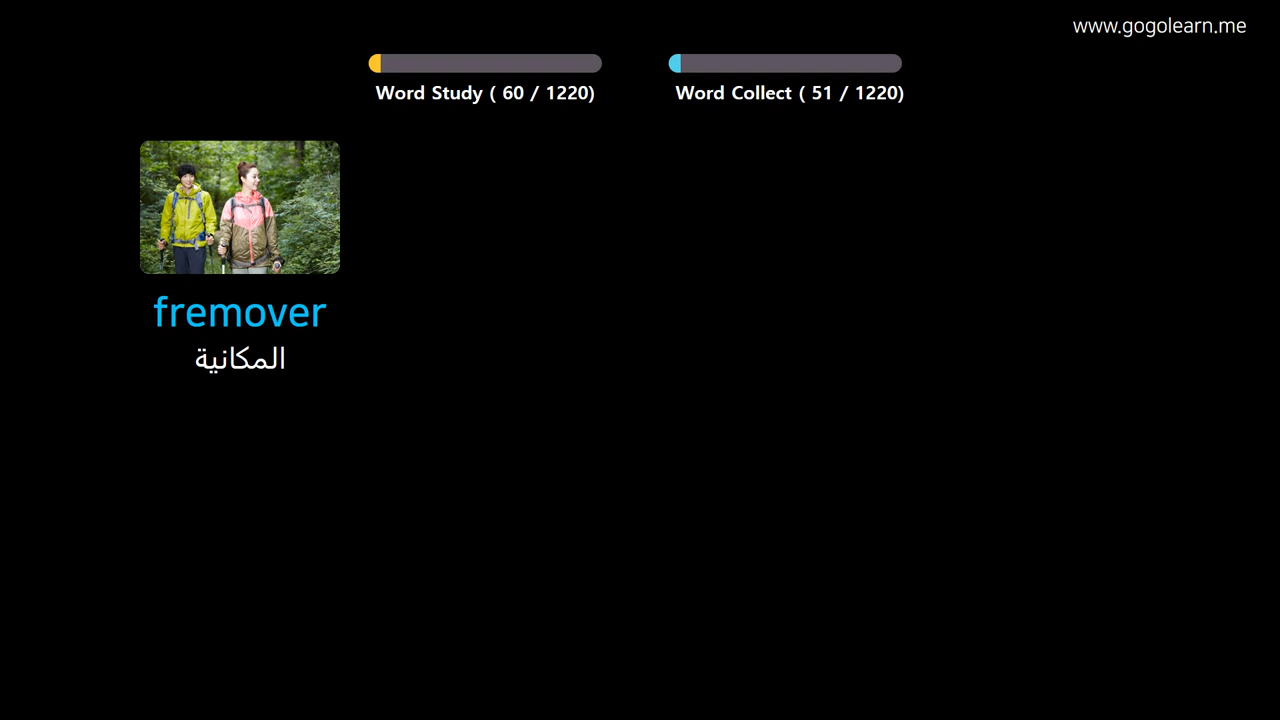 www.gogolearn.me
Word Study ( 60 / 1220)
Word Collect ( 51 / 1220)
fremover
المكانية